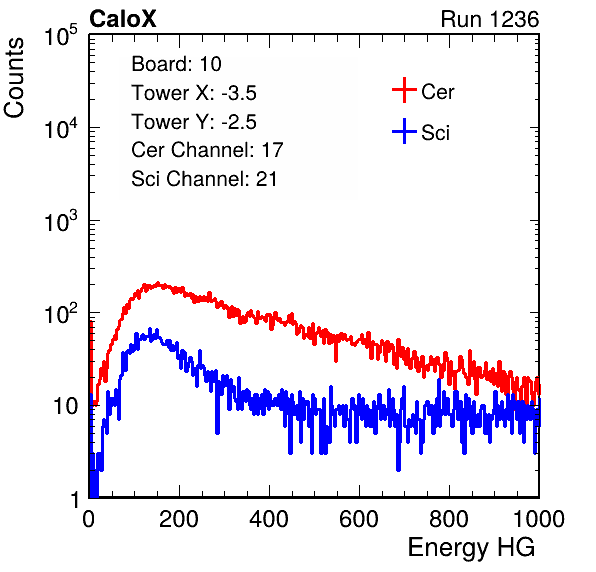 CaloX Run 1236
Counts
10^5
10^4
10^3
10^2
10
1
Board: 10
Tower X: -3.5
Tower Y: -2.5
Cer Channel: 17
Sci Channel: 21
Cer
Sci
0 200 400 600 800 1000
Energy HG